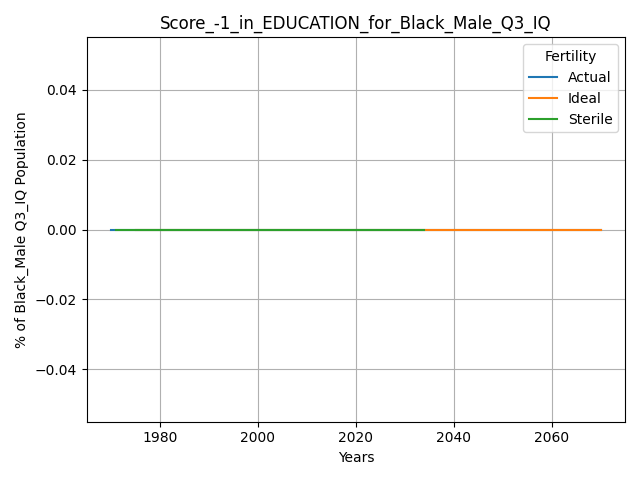 Score_-1_in_EDUCATION_for_Black_Male_Q3_IQ
Fertility
Actual
Ideal
Sterile
% of Black_Male Q3_IQ Population
0.04
0.02
0.00
−0.02
−0.04
1980 2000 2020 2040 2060
Years